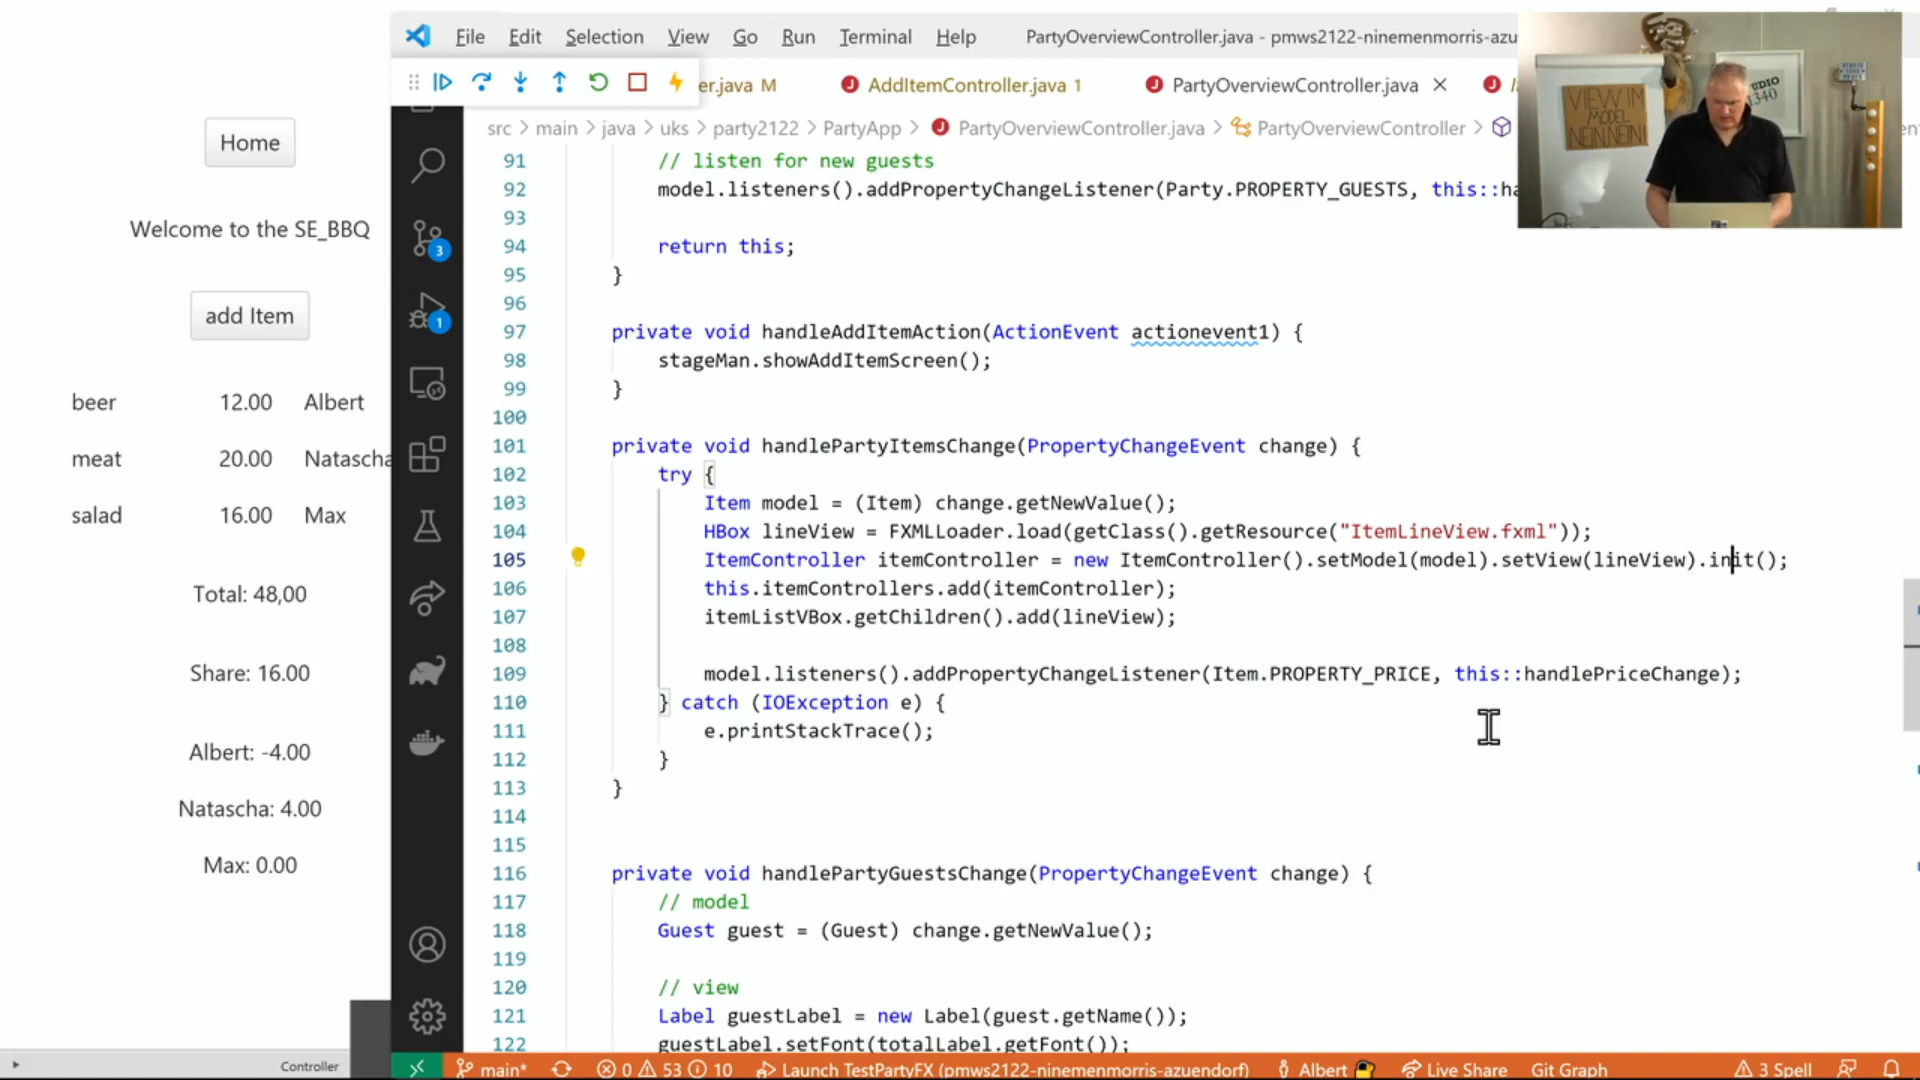 File Edit Selection View Go Run Terminal Help PartyOverviewController.java - pmws2122-ninemenmorris-azu
er.java M AddItemController.java 1 PartyOverviewController.java
src > main > java > uks > party2122 > PartyApp > PartyOverviewController.java > PartyOverviewController >
VIEW IM
MODEL
NEIN NEIN!
UDIO
1340
Home
Welcome to the SE_BBQ
add Item
beer 12.00 Albert
meat 20.00 Natascha
salad 16.00 Max
Total: 48,00
Share: 16.00
Albert: -4.00
Natascha: 4.00
Max: 0.00
Controller
3
1
91 // listen for new guests
92 model.listeners().addPropertyChangeListener(Party.PROPERTY_GUESTS, this::ha
93
94 return this;
95 }
96
97 private void handleAddItemAction(ActionEvent actionevent1) {
98 stageMan.showAddItemScreen();
99 }
100
101 private void handlePartyItemsChange(PropertyChangeEvent change) {
102 try {
103 Item model = (Item) change.getNewValue();
104 HBox lineView = FXMLLoader.load(getClass().getResource("ItemLineView.fxml"));
105 ItemController itemController = new ItemController().setModel(model).setView(lineView).init();
106 this.itemControllers.add(itemController);
107 itemListVBox.getChildren().add(lineView);
108
109 model.listeners().addPropertyChangeListener(Item.PROPERTY_PRICE, this::handlePriceChange);
110 } catch (IOException e) {
111 e.printStackTrace();
112 }
113 }
114
115
116 private void handlePartyGuestsChange(PropertyChangeEvent change) {
117 // model
118 Guest guest = (Guest) change.getNewValue();
119
120 // view
121 Label guestLabel = new Label(guest.getName());
122 guestLabel.setFont(totalLabel.getFont());
main* 0 53 10 Launch TestPartyFX (pmws2122-ninemenmorris-azuendorf) Albert Live Share Git Graph 3 Spell